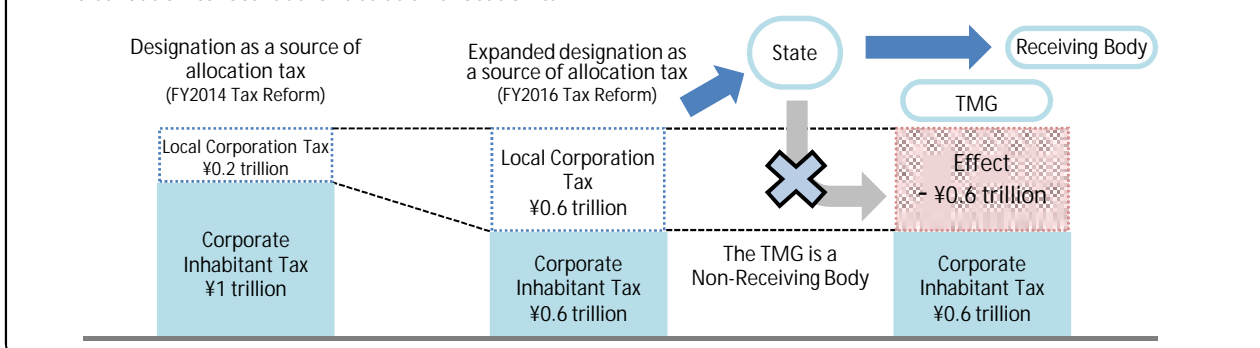 Designation as a source of
allocation tax
(FY2014 Tax Reform)
Expanded designation as
a source of allocation tax
(FY2016 Tax Reform)
State
Receiving Body
TMG
Local Corporation Tax
¥0.2 trillion
Corporate
Inhabitant Tax
¥1 trillion
Local Corporation
Tax
¥0.6 trillion
Corporate
Inhabitant Tax
¥0.6 trillion
The TMG is a
Non-Receiving Body
Effect
- ¥0.6 trillion
Corporate
Inhabitant Tax
¥0.6 trillion